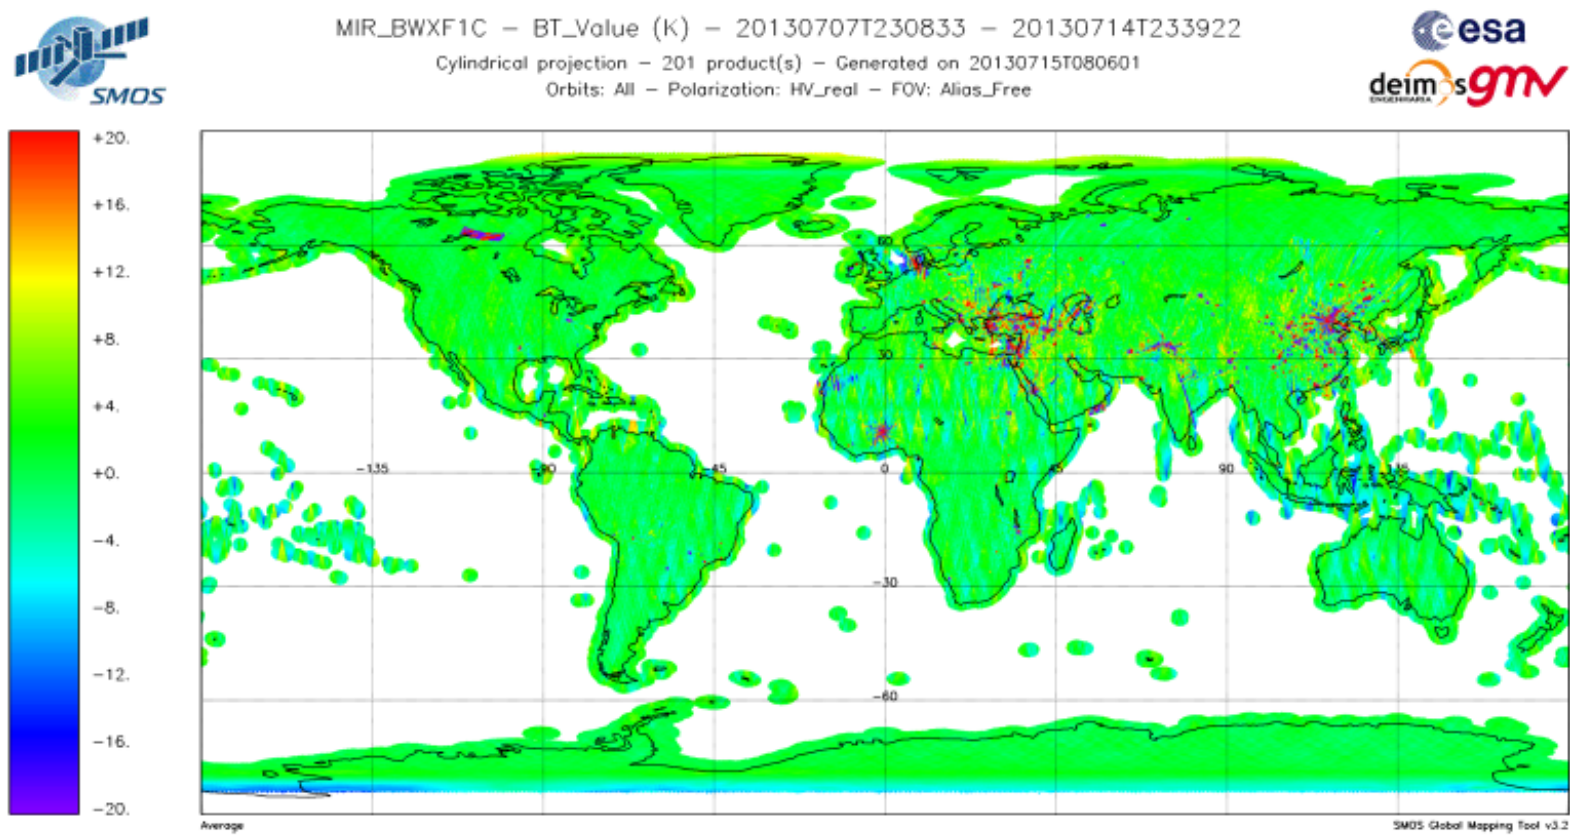 MIR_BWXF1C - BT_Value (K) - 20130707T230833 - 20130714T233922
Cylindrical projection - 201 product(s) - Generated on 20130715T080601
Orbits: All - Polarization: HV_real - FOV: Alias_Free
SMOS
esa
deimos
ENGENHARIA
gmv
+20.
+16.
+12.
+8.
+4.
+0.
-4.
-8.
-12.
-16.
-20.
30
-135
-90
-45
0
45
90
135
-30
-60
Average
SMOS Global Mapping Tool v3.2